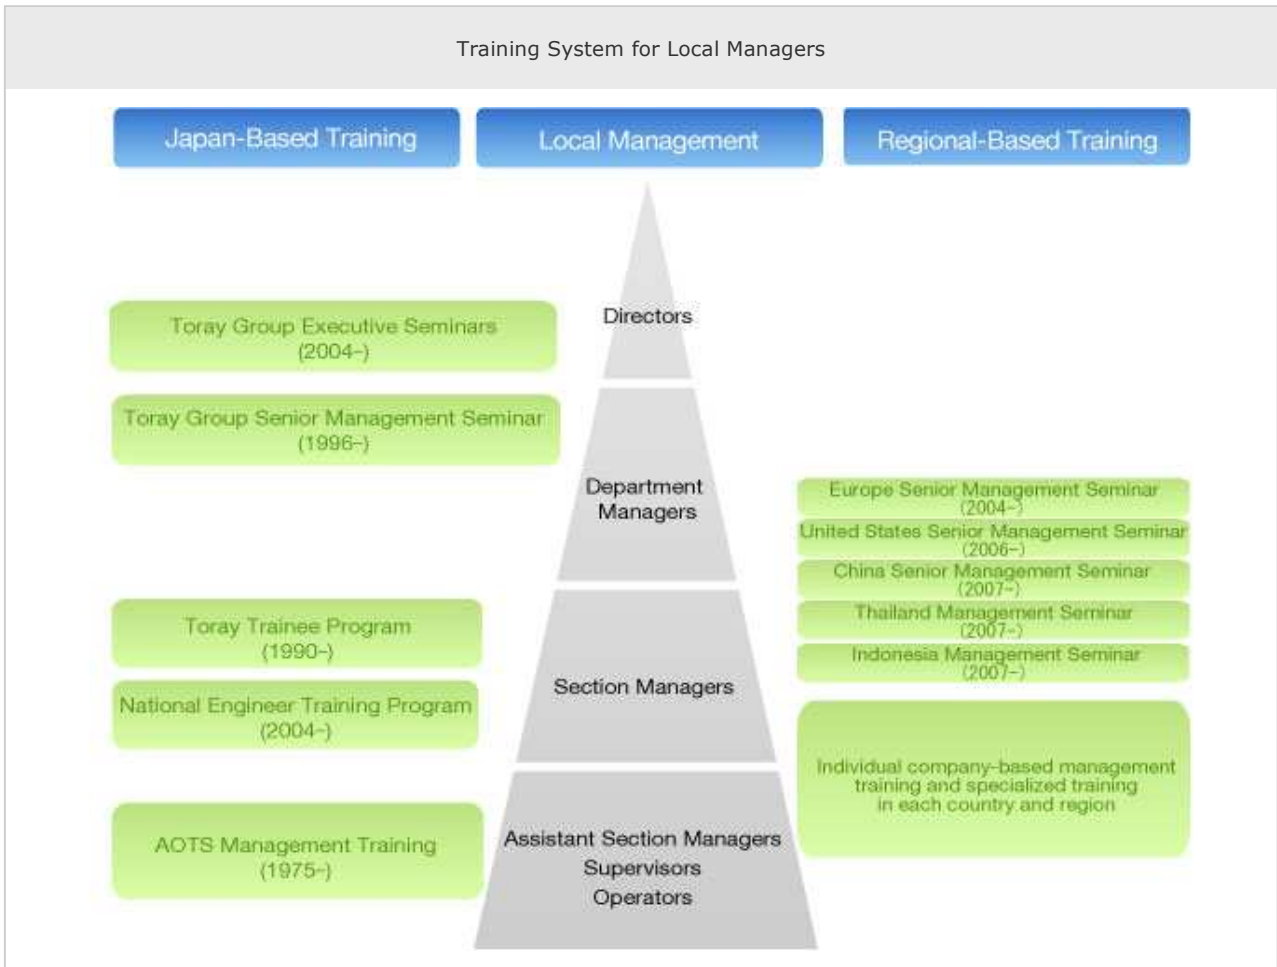 Training System for Local Managers
Japan-Based Training
Local Management
Regional-Based Training
Toray Group Executive Seminars
(2004–)
Toray Group Senior Management Seminar
(1996–)
Toray Trainee Program
(1990–)
National Engineer Training Program
(2004–)
AOTS Management Training
(1975–)
Directors
Department
Managers
Section Managers
Assistant Section Managers
Supervisors
Operators
Europe Senior Management Seminar
(2004–)
United States Senior Management Seminar
(2006–)
China Senior Management Seminar
(2007–)
Thailand Management Seminar
(2007–)
Indonesia Management Seminar
(2007–)
Individual company-based management
training and specialized training
in each country and region